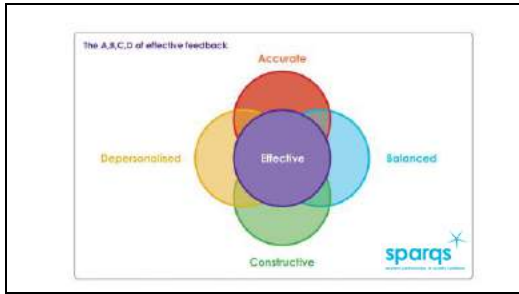 The A,B,C,D of effective feedback
Accurate
Depersonalised
Effective
Balanced
Constructive
sparqs